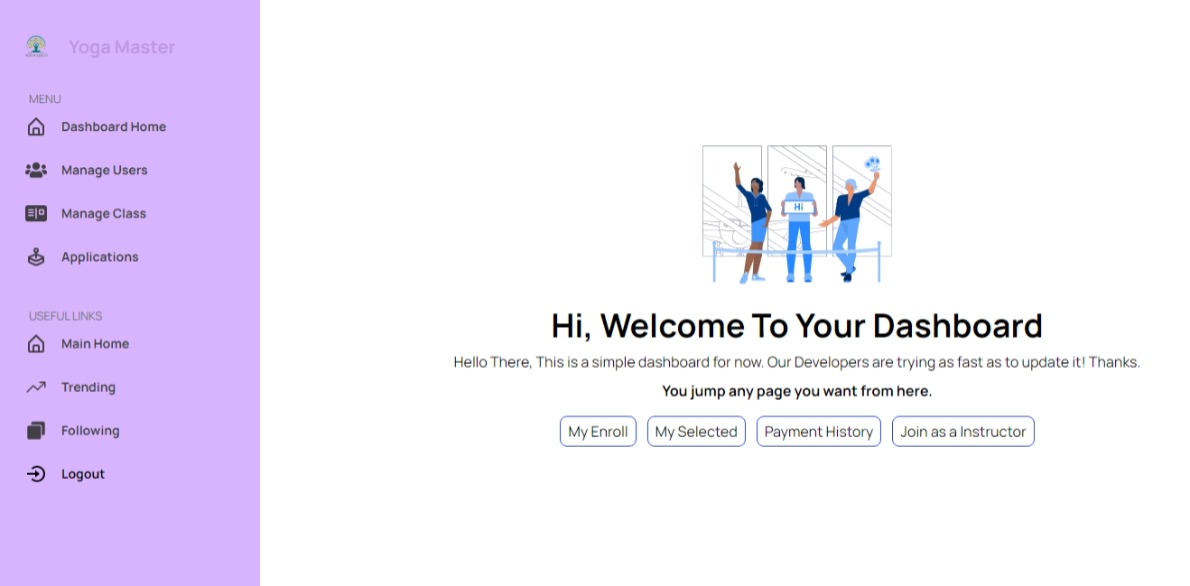 Yoga Master
MENU
Dashboard Home
Manage Users
Manage Class
Applications
USEFUL LINKS
Main Home
Trending
Following
Logout
Hi
Hi, Welcome To Your Dashboard
Hello There, This is a simple dashboard for now. Our Developers are trying as fast as to update it! Thanks.
You jump any page you want from here.
My Enroll
My Selected
Payment History
Join as a Instructor